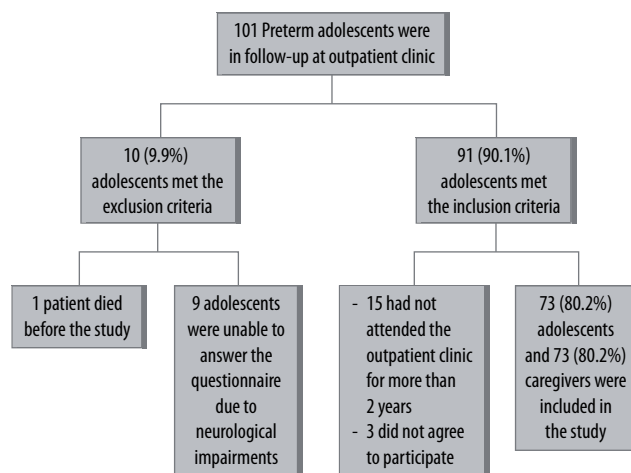 101 Preterm adolescents were
in follow-up at outpatient clinic
10 (9.9%)
adolescents met the
exclusion criteria
91 (90.1%)
adolescents met
the inclusion criteria
1 patient died
before the study
9 adolescents
were unable to
answer the
questionnaire
due to
neurological
impairments
- 15 had not
attended the
outpatient clinic
for more than
2 years
- 3 did not agree
to participate
73 (80.2%)
adolescents
and 73 (80.2%)
caregivers were
included in
the study